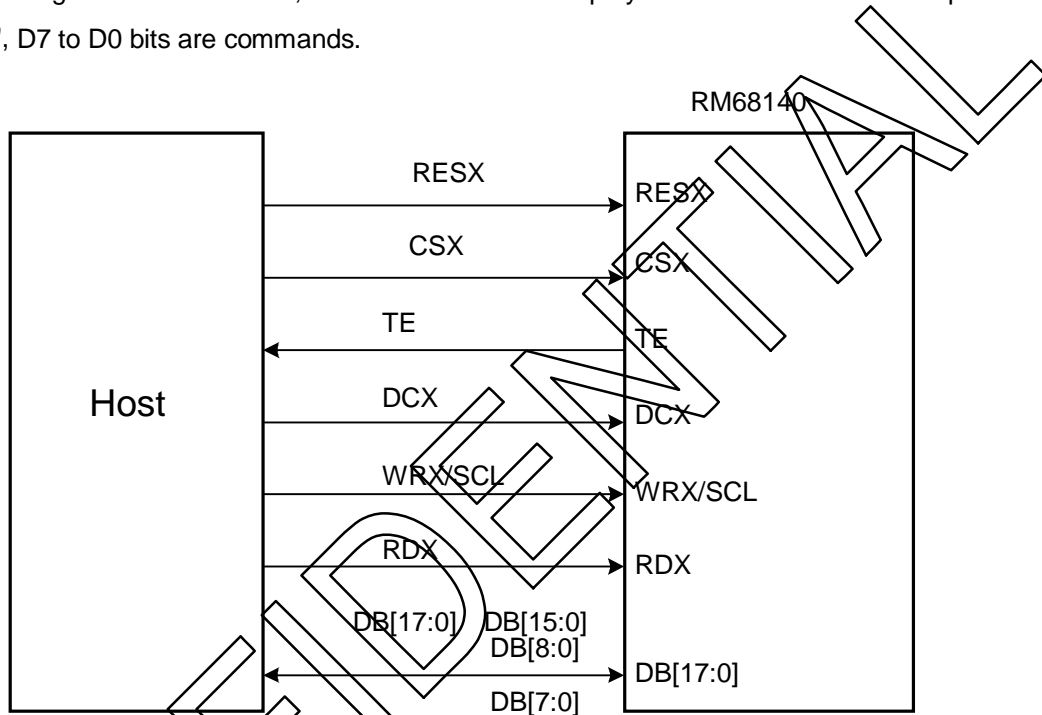 ', D7 to D0 bits are commands.
RM68140
RESX
RESX
CSX
CSX
TE
TE
Host
DCX
DCX
WRX/SCL
WRX/SCL
RDX
RDX
DB[17:0] DB[15:0]
DB[8:0]
DB[17:0]
DB[7:0]